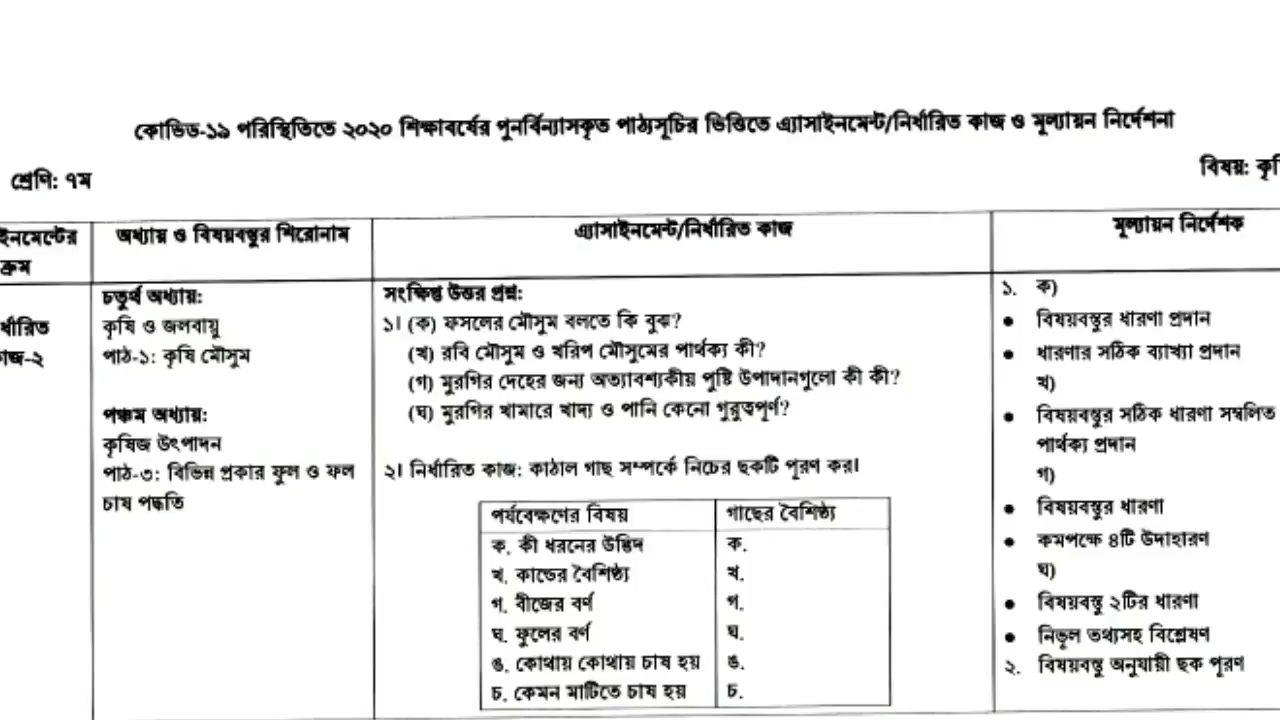 কোভিড-১৯ পরিস্থিতিতে ২০২০ শিক্ষাবর্ষের পুনর্বিন্যাসকৃত পাঠ্যসূচির ভিত্তিতে এ্যাসাইনমেন্ট/নির্ধারিত কাজ ও মূল্যায়ন নির্দেশনা
শ্রেণি: ৭ম
বিষয়:
অধ্যায় ও বিষয়বস্তুর শিরোনাম
চতুর্থ অধ্যায়:
কৃষি ও জলবায়ু
পাঠ-১: কৃষি মৌসুম
পঞ্চম অধ্যায়:
কৃষিজ উৎপাদন
পাঠ-৩: বিভিন্ন প্রকার ফুল ও ফল
চাষ পদ্ধতি
এ্যাসাইনমেন্ট/নির্ধারিত কাজ
সংক্ষিপ্ত উত্তর প্রশ্ন:
১। (ক) ফসলের মৌসুম বলতে কি বুঝ?
(খ) রবি মৌসুম ও খরিপ মৌসুমের পার্থক্য কী?
(গ) মুরগির দেহের জন্য অত্যাবশ্যকীয় পুষ্টি উপাদানগুলো কী কী?
(ঘ) মুরগির খামারে খাদ্য ও পানি কেনো গুরুত্বপূর্ণ?
২। নির্ধারিত কাজ: কাঠাল গাছ সম্পর্কে নিচের ছকটি পূরণ কর।
পর্যবেক্ষণের বিষয় গাছের বৈশিষ্ঠ্য
ক. কী ধরনের উদ্ভিদ ক.
খ. কান্ডের বৈশিষ্ঠ্য খ.
গ. বীজের বর্ণ গ.
ঘ. ফুলের বর্ণ ঘ.
ঙ. কোথায় কোথায় চাষ হয় ঙ.
চ. কেমন মাটিতে চাষ হয় চ.
মূল্যায়ন নির্দেশক
১. ক)
• বিষয়বস্তুর ধারণা প্রদান
• ধারণার সঠিক ব্যাখ্যা প্রদান
খ)
• বিষয়বস্তুর সঠিক ধারণা সম্বলিত
পার্থক্য প্রদান
গ)
• বিষয়বস্তুর ধারণা
• কমপক্ষে ৪টি উদাহারণ
ঘ)
• বিষয়বস্তু ২টির ধারণা
• নির্ভূল তথ্যসহ বিশ্লেষণ
২. বিষয়বস্তু অনুযায়ী ছক পূরণ